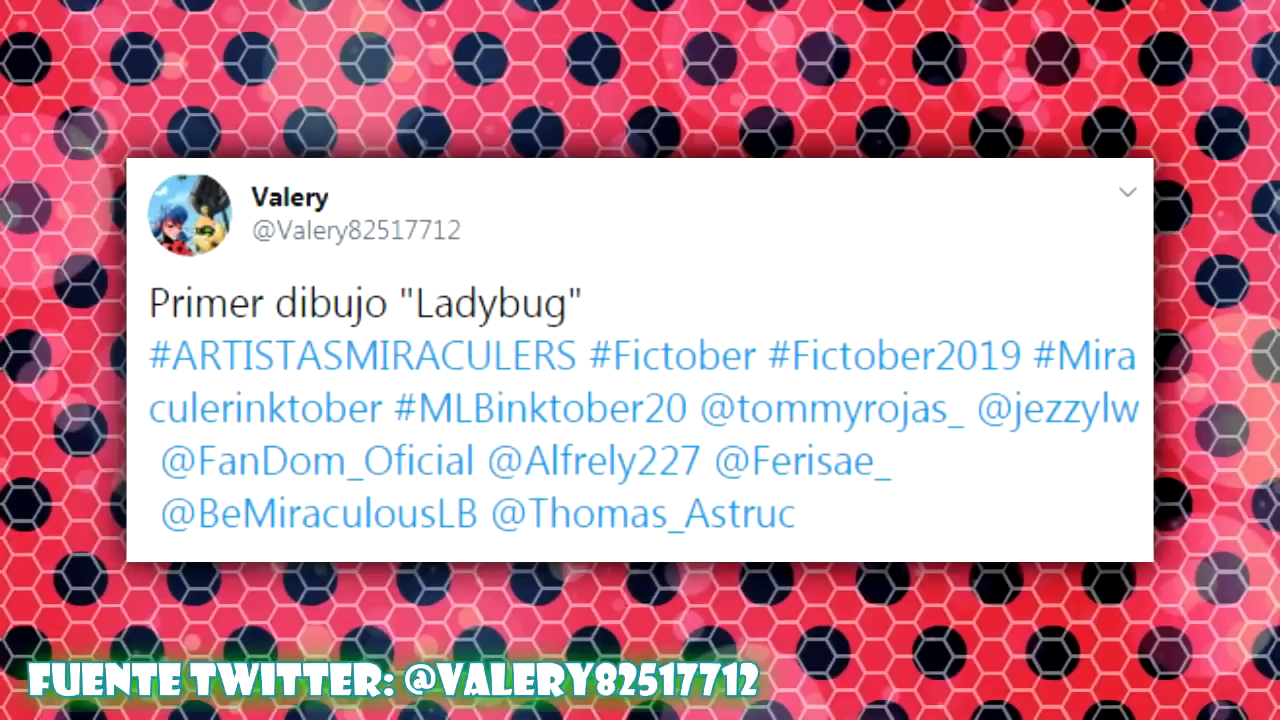 Valery
@Valery82517712
Primer dibujo "Ladybug"
#ARTISTASMIRACULERS #Fictober #Fictober2019 #Mira
culerinktober #MLBinktober20 @tommyrojas_ @jezzylw
@FanDom_Oficial @Alfrely227 @Ferisae_
@BeMiraculousLB @Thomas_Astruc
FUENTE TWITTER: @VALERY82517712